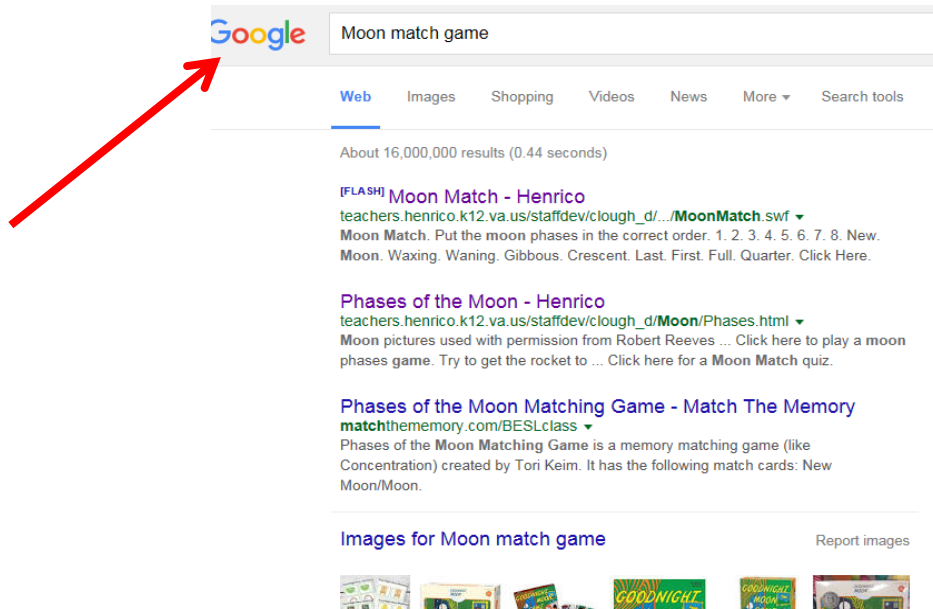 Google Moon match game
Web Images Shopping Videos News More Search tools
About 16,000,000 results (0.44 seconds)
[FLASH] Moon Match - Henrico
teachers.henrico.k12.va.us/staffdev/clough_d/.../MoonMatch.swf
Moon Match. Put the moon phases in the correct order. 1. 2. 3. 4. 5. 6. 7. 8. New.
Moon. Waxing. Waning. Gibbous. Crescent. Last. First. Full. Quarter. Click Here.
Phases of the Moon - Henrico
teachers.henrico.k12.va.us/staffdev/clough_d/Moon/Phases.html
Moon pictures used with permission from Robert Reeves ... Click here to play a moon
phases game. Try to get the rocket to ... Click here for a Moon Match quiz.
Phases of the Moon Matching Game - Match The Memory
matchthememory.com/BESLclass
Phases of the Moon Matching Game is a memory matching game (like
Concentration) created by Tori Keim. It has the following match cards: New
Moon/Moon.
Images for Moon match game Report images
GOODNIGHT GOODNIGHT
MOON